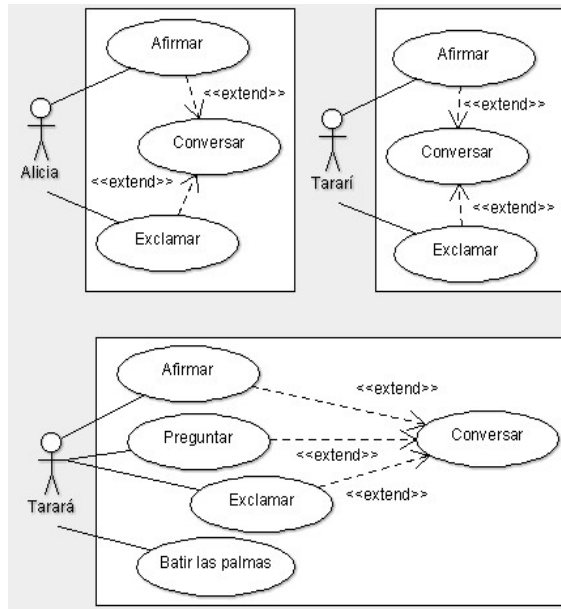 Afirmar
<<extend>>
Conversar
Alicia
<<extend>>
Exclamar
Afirmar
<<extend>>
Conversar
Tararí
<<extend>>
Exclamar
Afirmar
<<extend>>
Preguntar
Conversar
<<extend>>
Exclamar
<<extend>>
Tarará
Batir las palmas